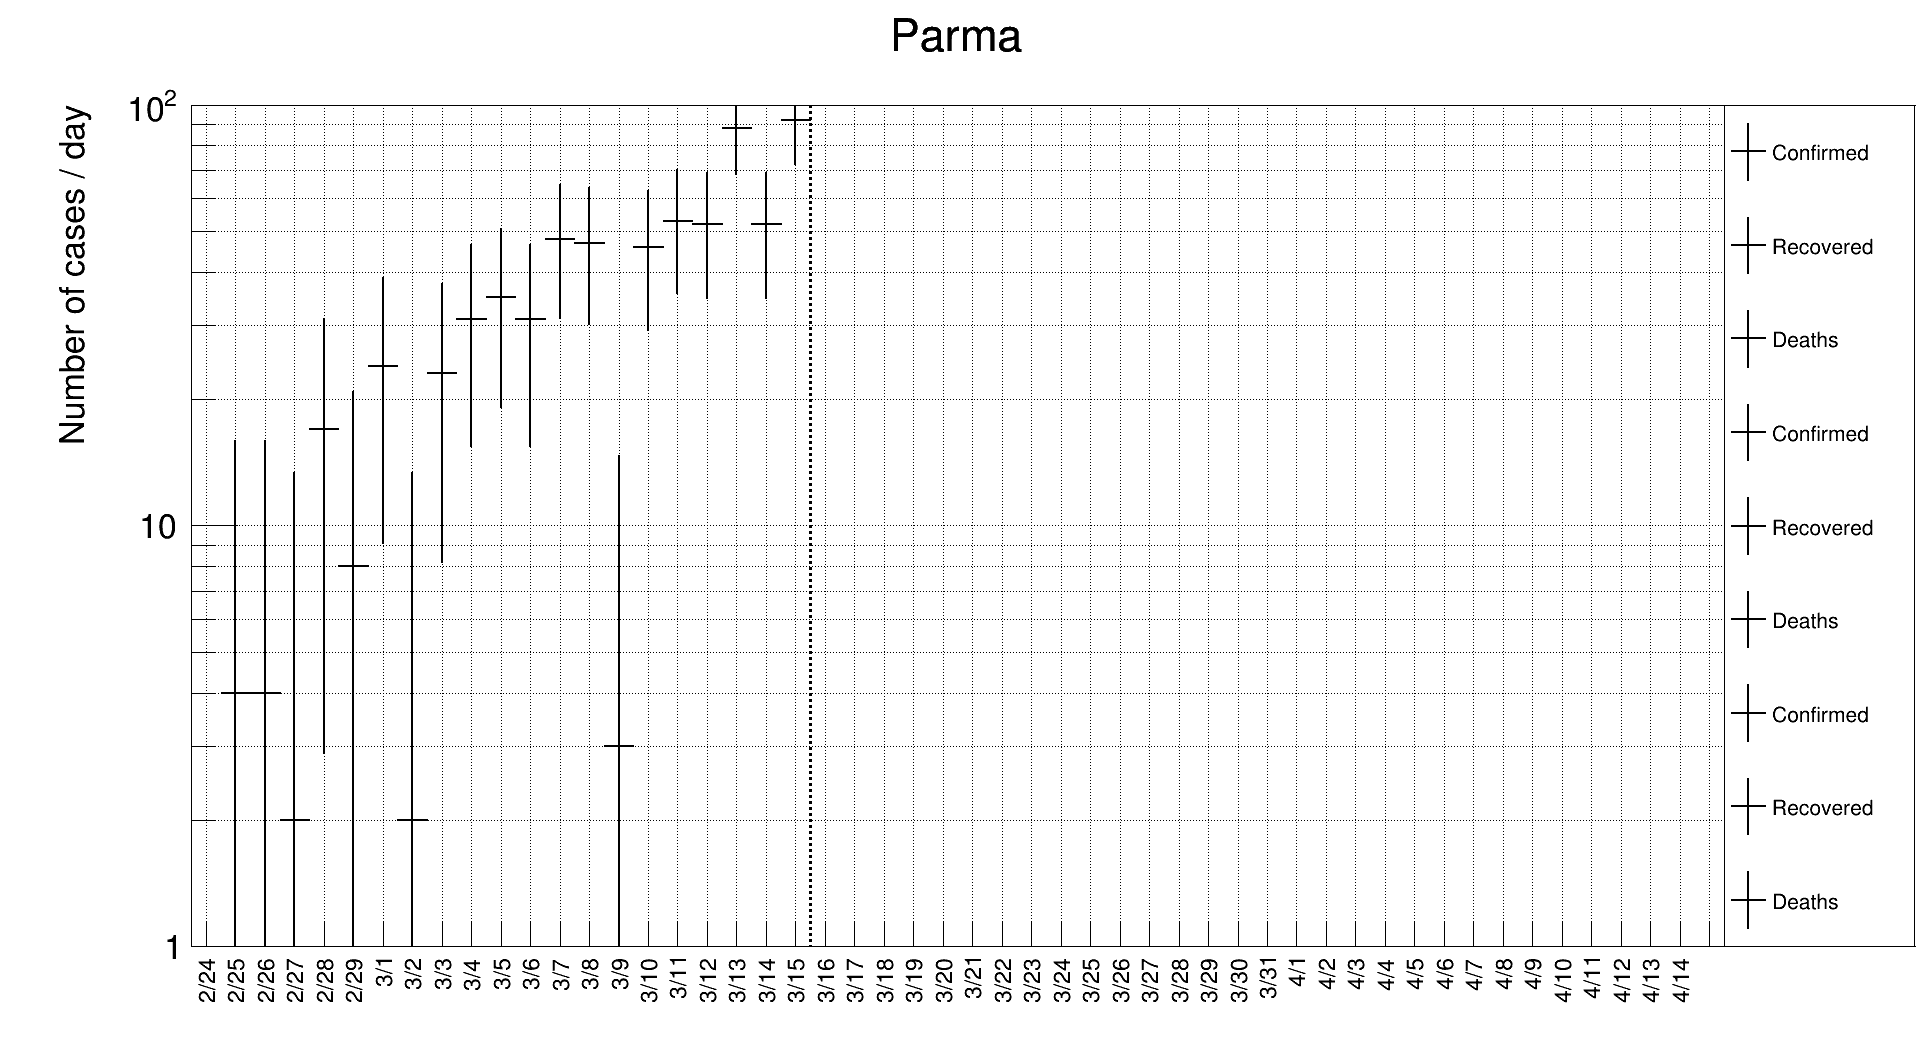 Parma
Number of cases / day
10²
10
1
2/24 2/25 2/26 2/27 2/28 2/29 3/1 3/2 3/3 3/4 3/5 3/6 3/7 3/8 3/9 3/10 3/11 3/12 3/13 3/14 3/15 3/16 3/17 3/18 3/19 3/20 3/21 3/22 3/23 3/24 3/25 3/26 3/27 3/28 3/29 3/30 3/31 4/1 4/2 4/3 4/4 4/5 4/6 4/7 4/8 4/9 4/10 4/11 4/12 4/13 4/14
Confirmed
Recovered
Deaths
Confirmed
Recovered
Deaths
Confirmed
Recovered
Deaths